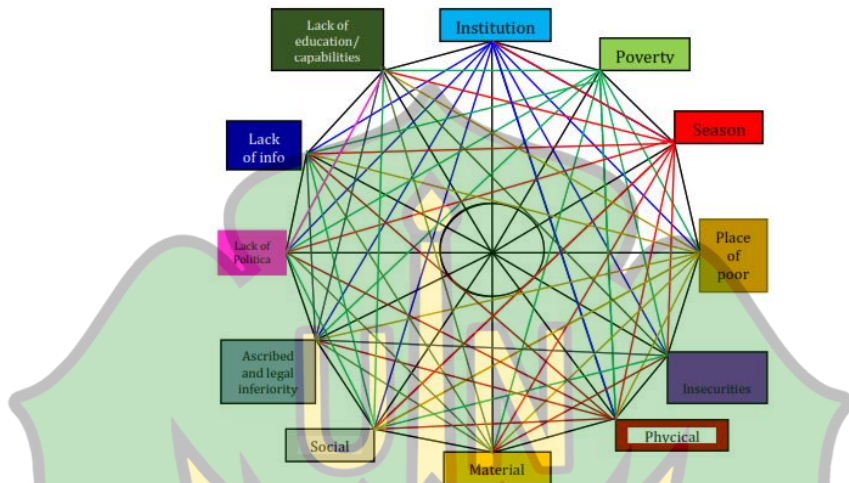 Institution
Lack of
education/
capabilities
Poverty
Season
Lack
of info
Place
of
poor
Lack of
Politica
Ascribed
and legal
inferiority
Insecurities
Phycical
Social
Material
UIN